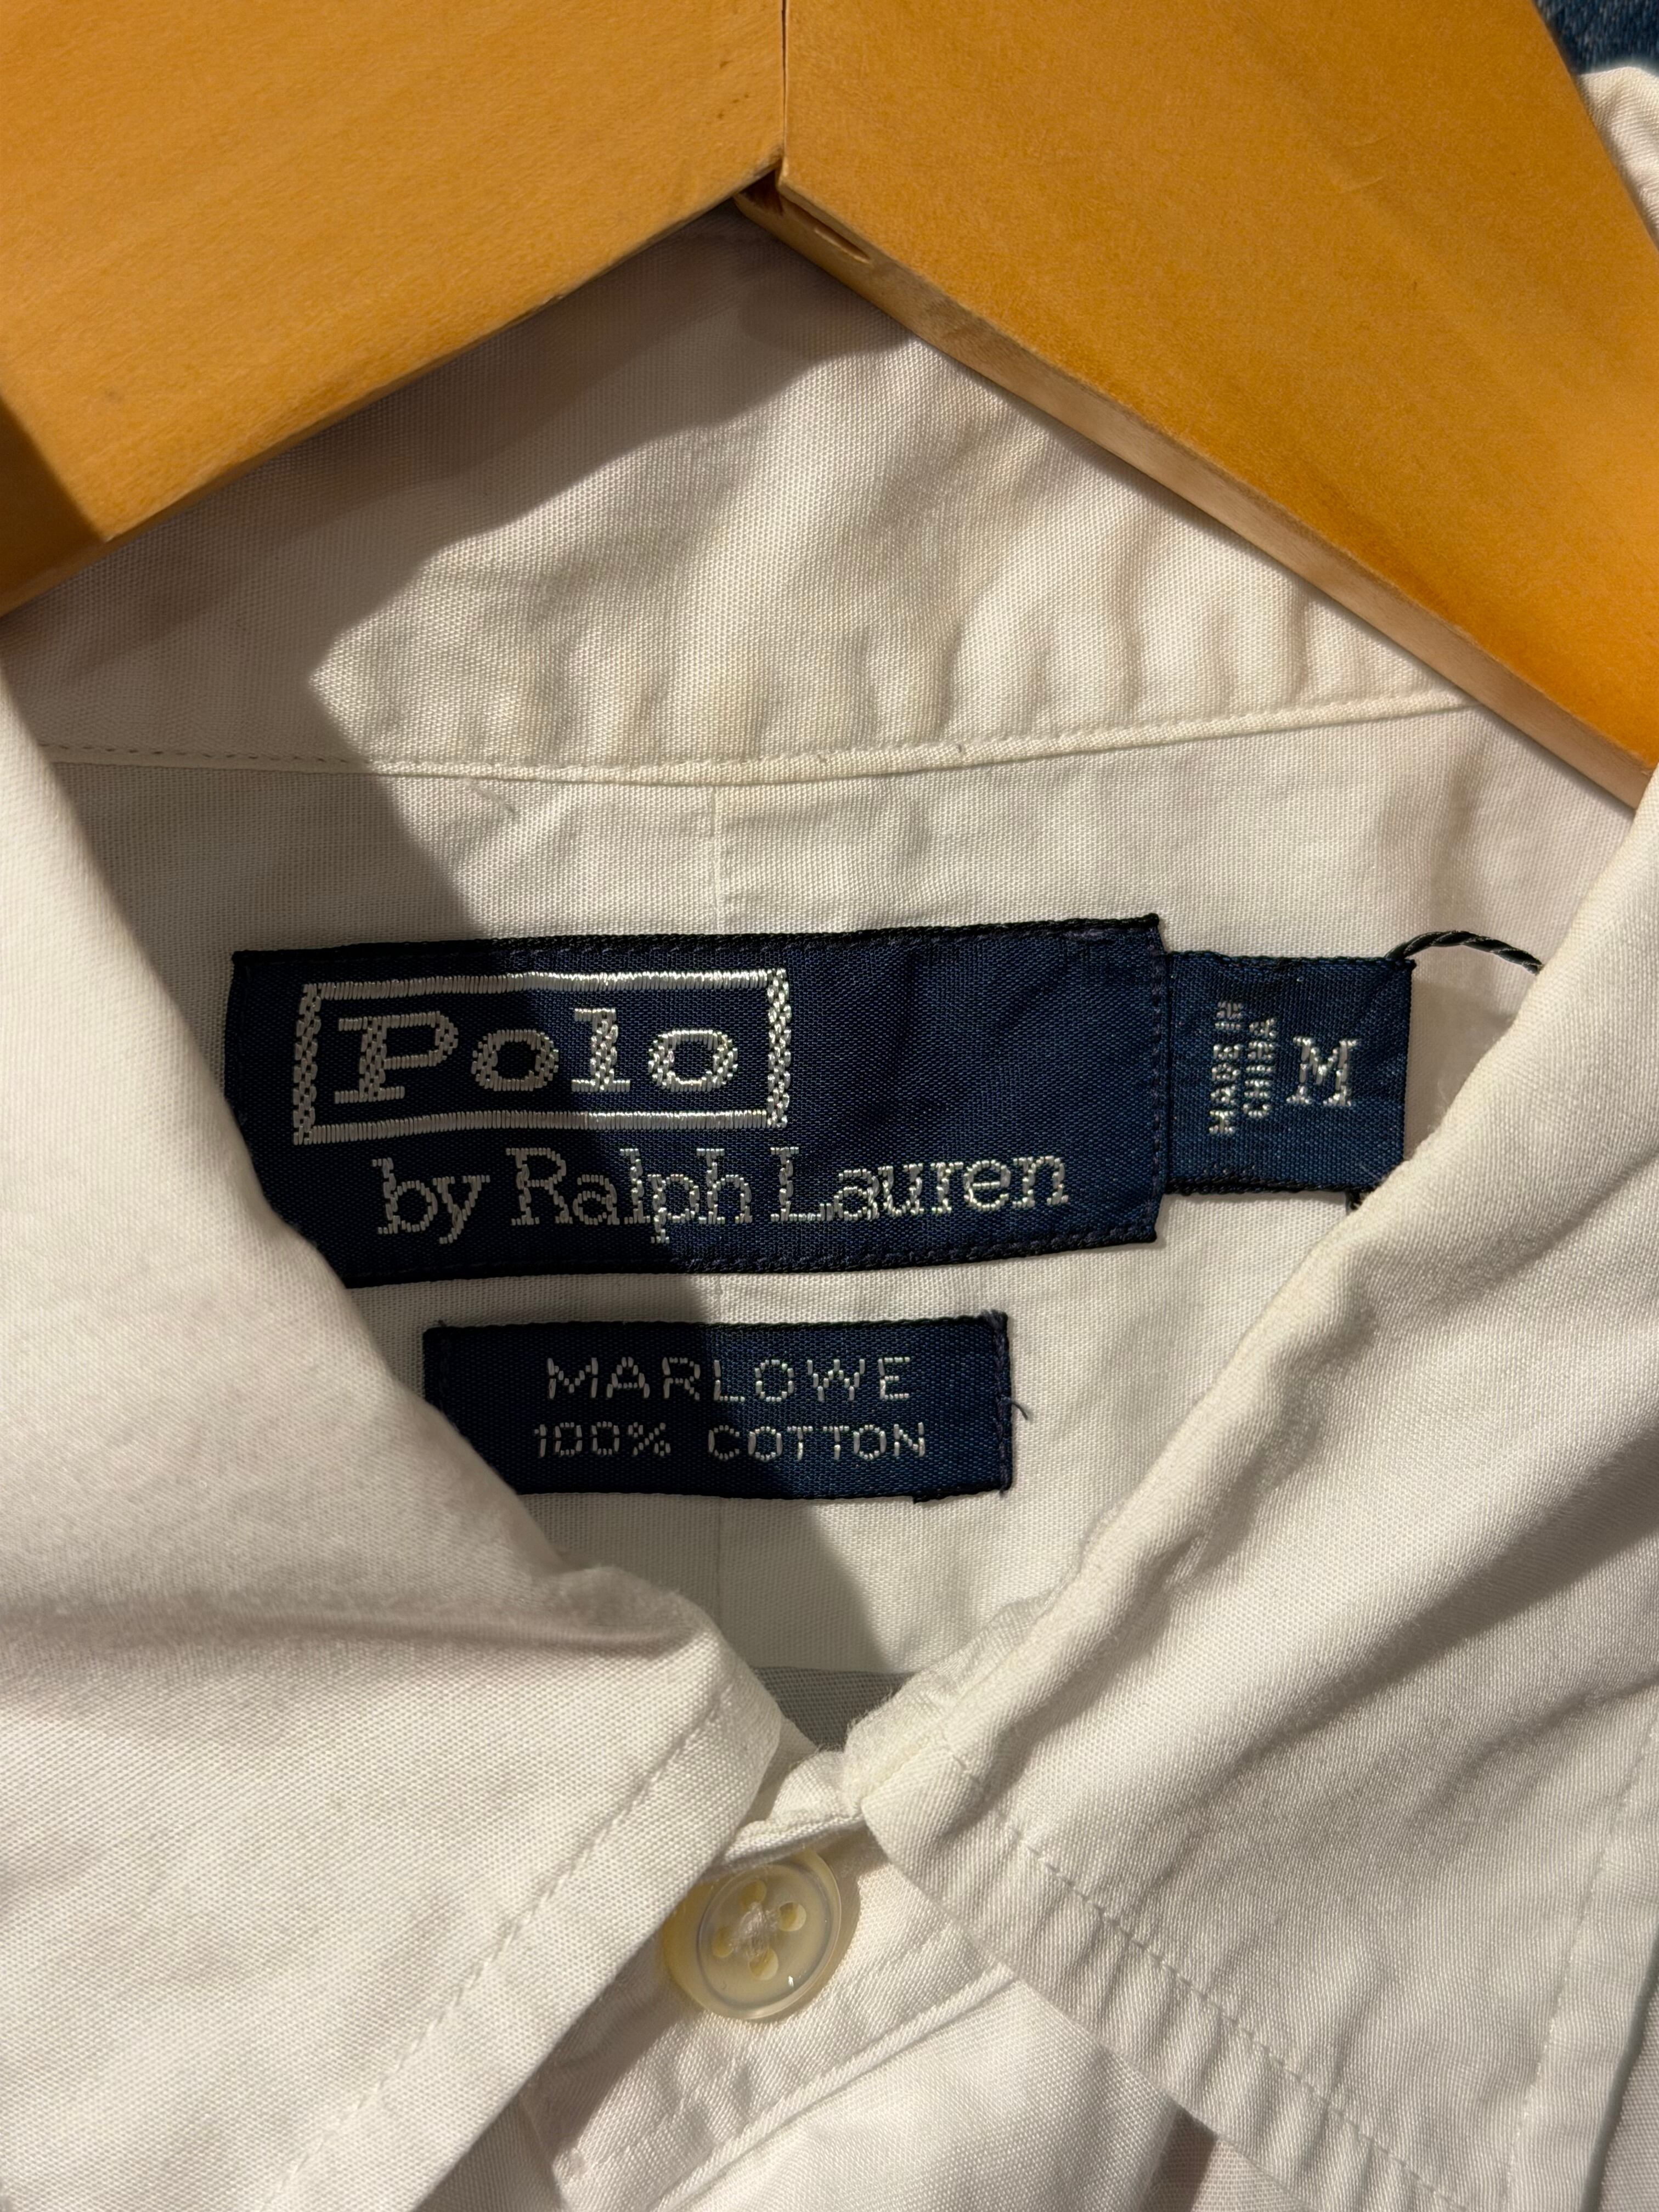 Polo
by Ralph Lauren
MADE IN
CHINA
M
MARLOWE
100% COTTON